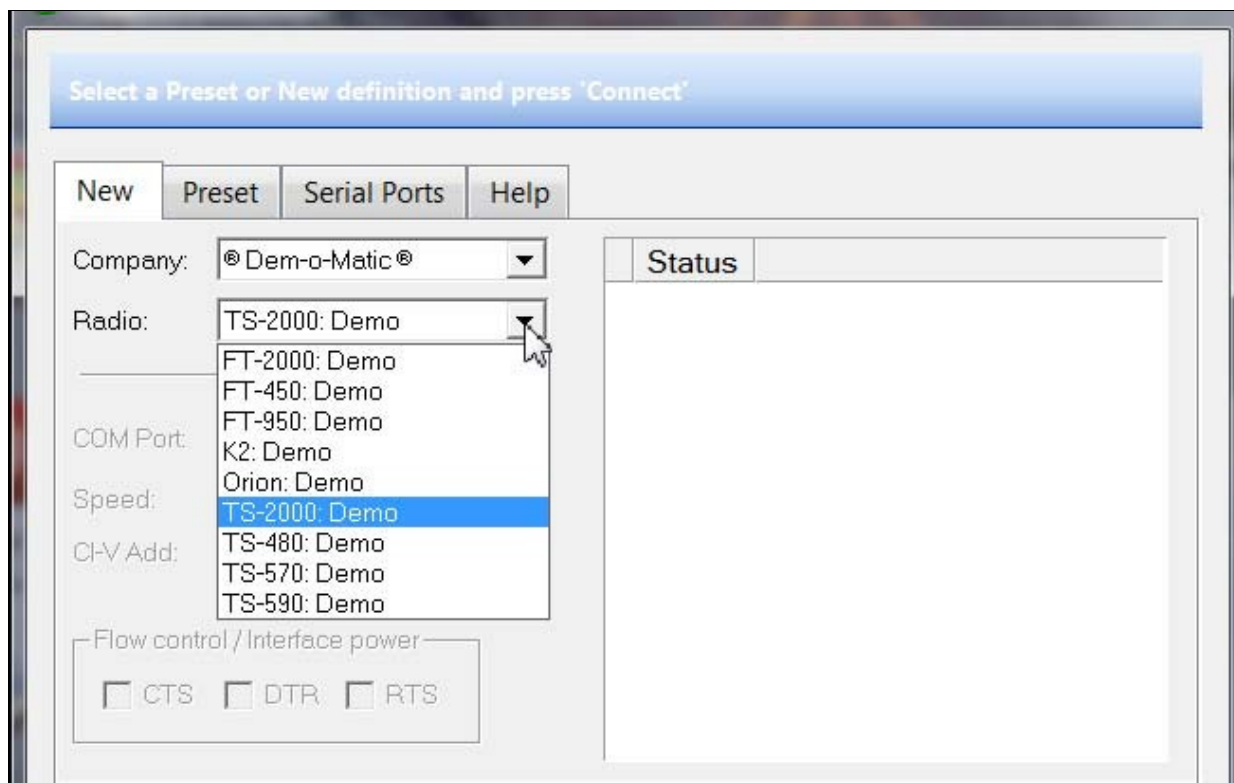 Select a Preset or New definition and press 'Connect'
New Preset Serial Ports Help
Company: ® Dem-o-Matic ®
Status
Radio: TS-2000: Demo
FT-2000: Demo
FT-450: Demo
FT-950: Demo
K2: Demo
Orion: Demo
TS-2000: Demo
TS-480: Demo
TS-570: Demo
TS-590: Demo
COM Port:
Speed:
CI-V Add:
Flow control / Interface power
CTS DTR RTS